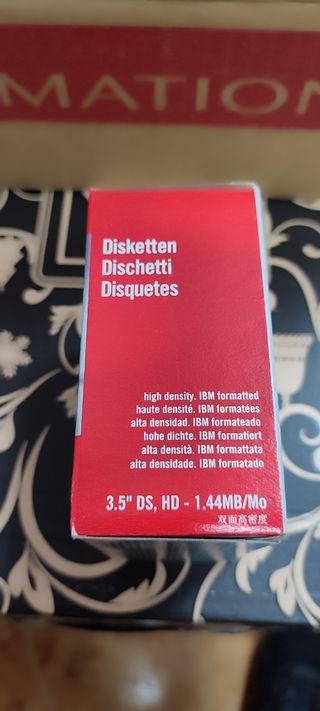 MATION
Disketten
Dischetti
Disquetes
high density. IBM formatted
haute densité. IBM formatées
alta densidad. IBM formateado
hohe dichte. IBM formatiert
alta densità. IBM formattata
alta densidade. IBM formatado
3.5" DS, HD - 1.44MB/Mo
双面高密度